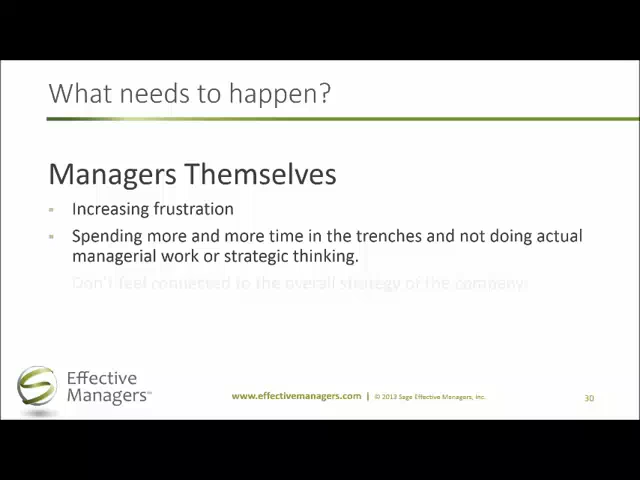 What needs to happen?
Managers Themselves
Increasing frustration
Spending more and more time in the trenches and not doing actual
managerial work or strategic thinking.
Don't feel connected to the overall strategy of the company.
Effective
Managers
www.effectivemanagers.com | © 2013 Sage Effective Managers, Inc. 30